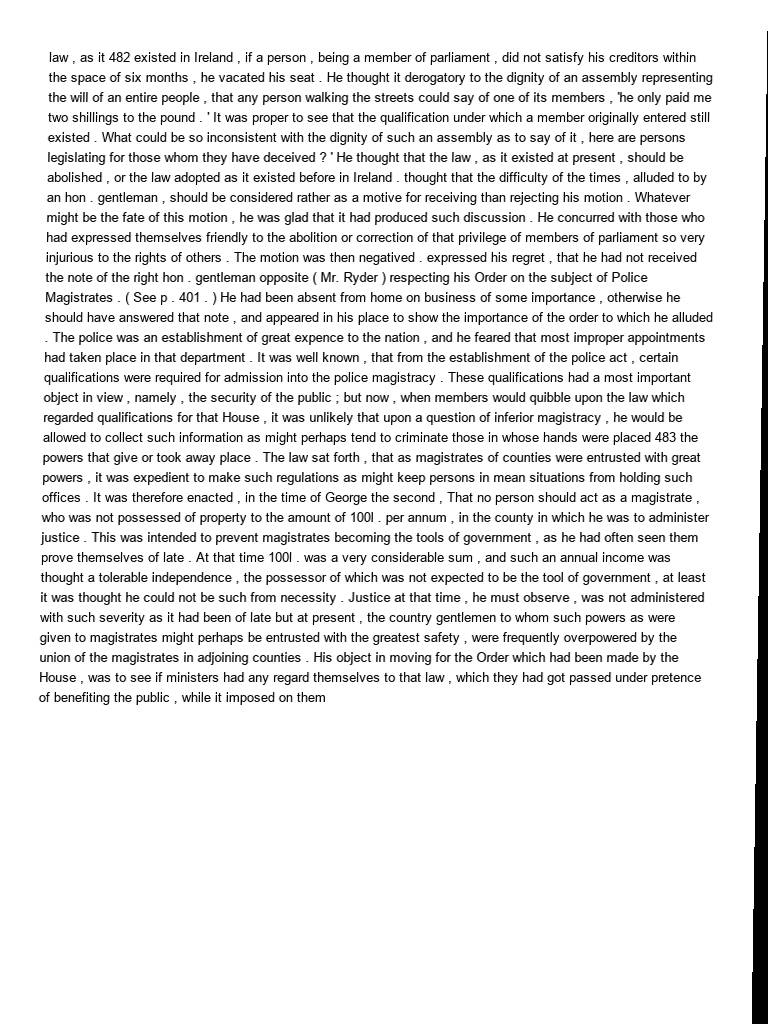 law , as it 482 existed in Ireland , if a person , being a member of parliament , did not satisfy his creditors within
the space of six months , he vacated his seat . He thought it derogatory to the dignity of an assembly representing
the will of an entire people , that any person walking the streets could say of one of its members , 'he only paid me
two shillings to the pound . ' It was proper to see that the qualification under which a member originally entered still
existed . What could be so inconsistent with the dignity of such an assembly as to say of it , here are persons
legislating for those whom they have deceived ? ' He thought that the law , as it existed at present , should be
abolished , or the law adopted as it existed before in Ireland . thought that the difficulty of the times , alluded to by
an hon . gentleman , should be considered rather as a motive for receiving than rejecting his motion . Whatever
might be the fate of this motion , he was glad that it had produced such discussion . He concurred with those who
had expressed themselves friendly to the abolition or correction of that privilege of members of parliament so very
injurious to the rights of others . The motion was then negatived . expressed his regret , that he had not received
the note of the right hon . gentleman opposite ( Mr. Ryder ) respecting his Order on the subject of Police
Magistrates . ( See p . 401 . ) He had been absent from home on business of some importance , otherwise he
should have answered that note , and appeared in his place to show the importance of the order to which he alluded
. The police was an establishment of great expence to the nation , and he feared that most improper appointments
had taken place in that department . It was well known , that from the establishment of the police act , certain
qualifications were required for admission into the police magistracy . These qualifications had a most important
object in view , namely , the security of the public ; but now , when members would quibble upon the law which
regarded qualifications for that House , it was unlikely that upon a question of inferior magistracy , he would be
allowed to collect such information as might perhaps tend to criminate those in whose hands were placed 483 the
powers that give or took away place . The law sat forth , that as magistrates of counties were entrusted with great
powers , it was expedient to make such regulations as might keep persons in mean situations from holding such
offices . It was therefore enacted , in the time of George the second , That no person should act as a magistrate ,
who was not possessed of property to the amount of 100l . per annum , in the county in which he was to administer
justice . This was intended to prevent magistrates becoming the tools of government , as he had often seen them
prove themselves of late . At that time 100l . was a very considerable sum , and such an annual income was
thought a tolerable independence , the possessor of which was not expected to be the tool of government , at least
it was thought he could not be such from necessity . Justice at that time , he must observe , was not administered
with such severity as it had been of late but at present , the country gentlemen to whom such powers as were
given to magistrates might perhaps be entrusted with the greatest safety , were frequently overpowered by the
union of the magistrates in adjoining counties . His object in moving for the Order which had been made by the
House , was to see if ministers had any regard themselves to that law , which they had got passed under pretence
of benefiting the public , while it imposed on them